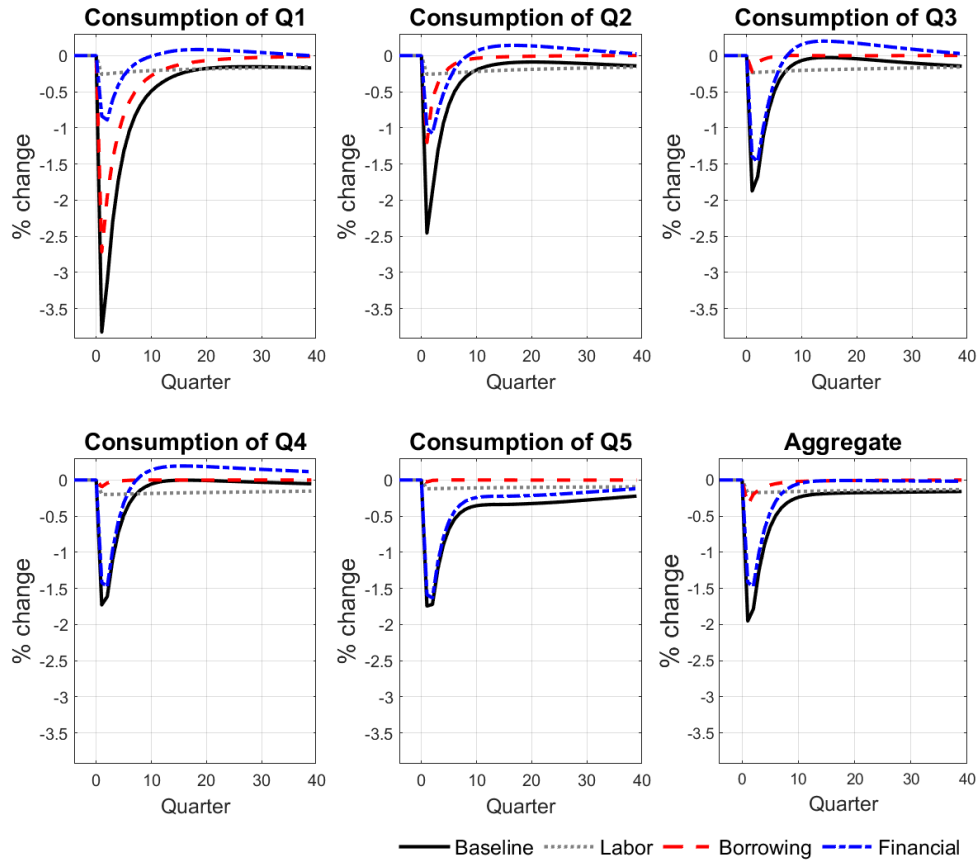 Consumption of Q1
Consumption of Q2
Consumption of Q3
0
-0.5
-1
-1.5
-2
-2.5
-3
-3.5
% change
0 10 20 30 40
Quarter
0
-0.5
-1
-1.5
-2
-2.5
-3
-3.5
% change
0 10 20 30 40
Quarter
0
-0.5
-1
-1.5
-2
-2.5
-3
-3.5
% change
0 10 20 30 40
Quarter
Consumption of Q4
Consumption of Q5
Aggregate
0
-0.5
-1
-1.5
-2
-2.5
-3
-3.5
% change
0 10 20 30 40
Quarter
0
-0.5
-1
-1.5
-2
-2.5
-3
-3.5
% change
0 10 20 30 40
Quarter
0
-0.5
-1
-1.5
-2
-2.5
-3
-3.5
% change
0 10 20 30 40
Quarter
Baseline Labor Borrowing Financial